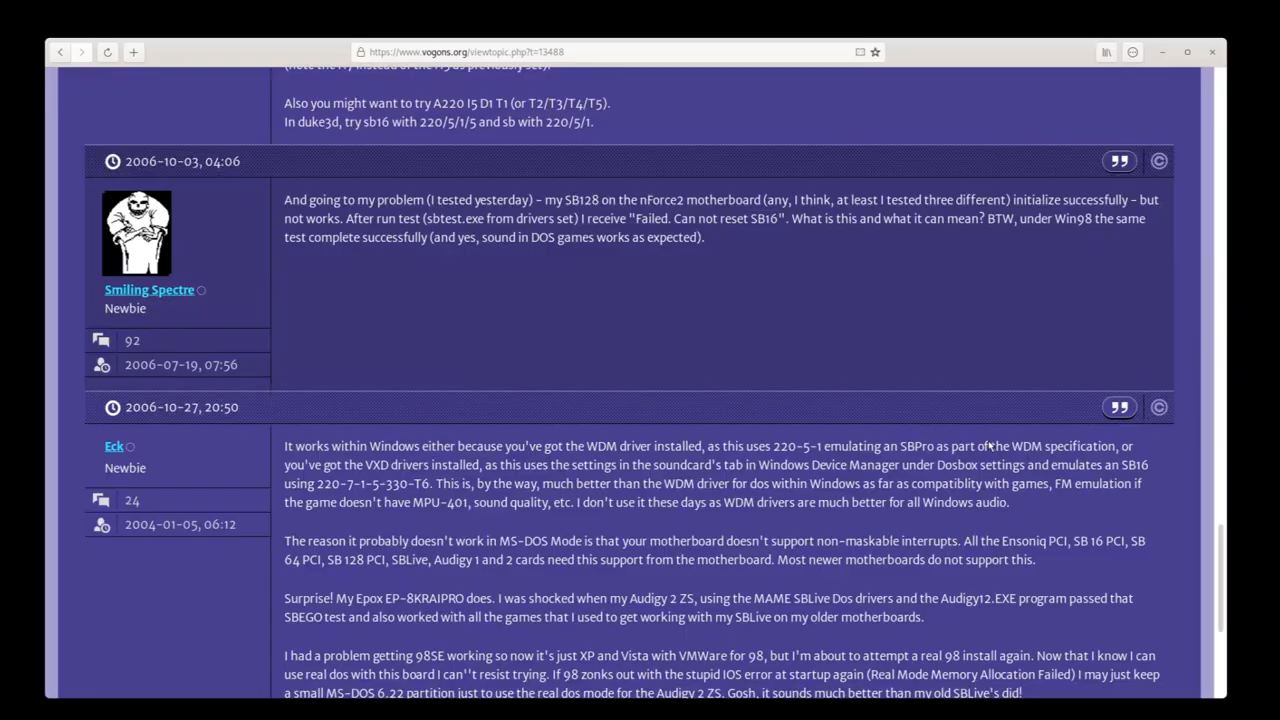 https://www.vogons.org/viewtopic.php?t=13488
Also you might want to try A220 I5 D1 T1 (or T2/T3/T4/T5).
In duke3d, try sb16 with 220/5/1/5 and sb with 220/5/1.
2006-10-03, 04:06
Smiling Spectre
Newbie
92
2006-07-19, 07:56
And going to my problem (I tested yesterday) - my SB128 on the nForce2 motherboard (any, I think, at least I tested three different) initialize successfully - but
not works. After run test (sbtest.exe from drivers set) I receive "Failed. Can not reset SB16". What is this and what it can mean? BTW, under Win98 the same
test complete successfully (and yes, sound in DOS games works as expected).
2006-10-27, 20:50
Eck
Newbie
24
2004-01-05, 06:12
It works within Windows either because you've got the WDM driver installed, as this uses 220-5-1 emulating an SBPro as part of the WDM specification, or
you've got the VXD drivers installed, as this uses the settings in the soundcard's tab in Windows Device Manager under Dosbox settings and emulates an SB16
using 220-7-1-5-330-T6. This is, by the way, much better than the WDM driver for dos within Windows as far as compatiblity with games, FM emulation if
the game doesn't have MPU-401, sound quality, etc. I don't use it these days as WDM drivers are much better for all Windows audio.
The reason it probably doesn't work in MS-DOS Mode is that your motherboard doesn't support non-maskable interrupts. All the Ensoniq PCI, SB 16 PCI, SB
64 PCI, SB 128 PCI, SBLive, Audigy 1 and 2 cards need this support from the motherboard. Most newer motherboards do not support this.
Surprise! My Epox EP-8KRAIPRO does. I was shocked when my Audigy 2 ZS, using the MAME SBLive Dos drivers and the Audigy12.EXE program passed that
SBEGO test and also worked with all the games that I used to get working with my SBLive on my older motherboards.
I had a problem getting 98SE working so now it's just XP and Vista with VMWare for 98, but I'm about to attempt a real 98 install again. Now that I know I can
use real dos with this board I can''t resist trying. If 98 zonks out with the stupid IOS error at startup again (Real Mode Memory Allocation Failed) I may just keep
a small MS-DOS 6.22 partition just to use the real dos mode for the Audigy 2 ZS. Gosh, it sounds much better than my old SBLive's did!